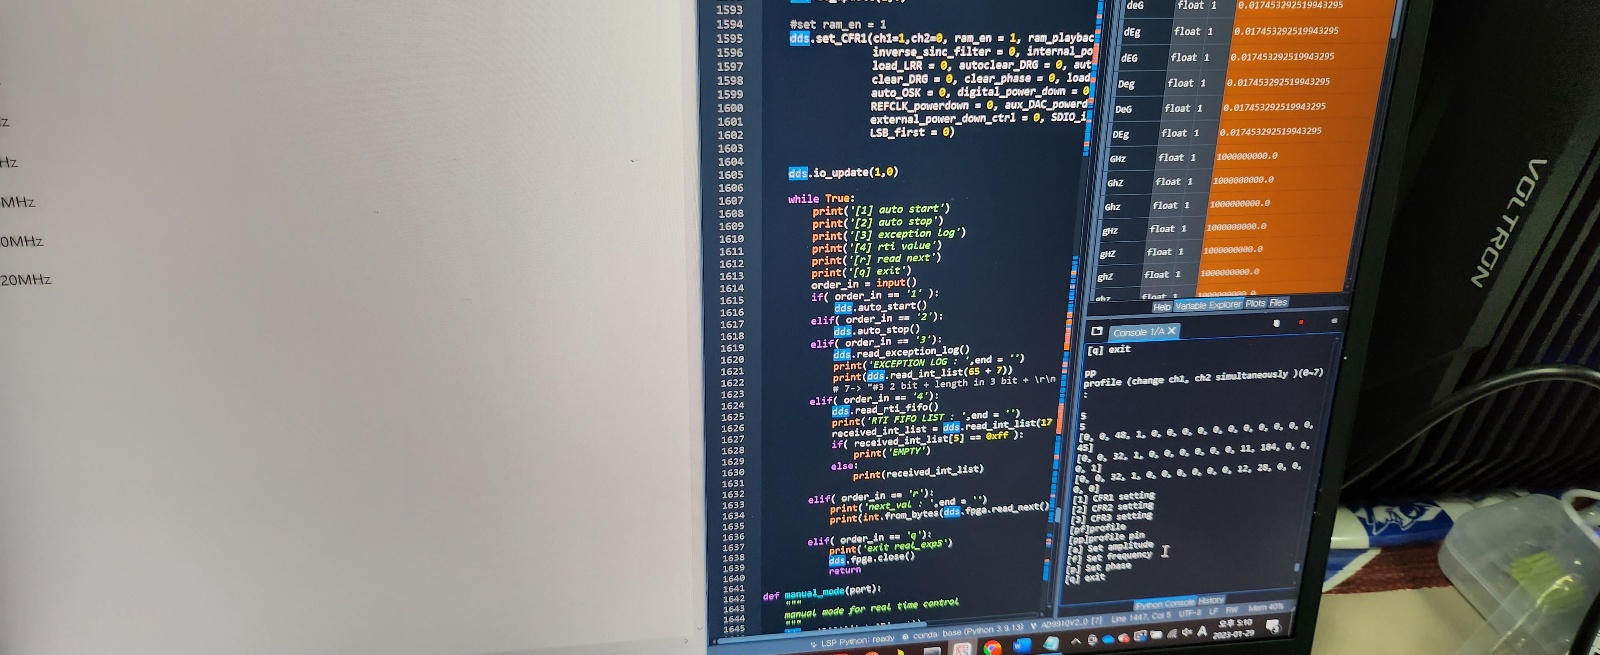 z
Hz
MHz
0MHz
20MHz
1593
1594 #set ram_en = 1
1595 dds.set_CFR1(ch1=1,ch2=0, ram_en = 1, ram_playbac
1596 inverse_sinc_filter = 0, internal_po
1597 load_LRR = 0, autoclear_DRG = 0, aut
1598 clear_DRG = 0, clear_phase = 0, load
1599 auto_OSK = 0, digital_power_down = 0
1600 REFCLK_powerdown = 0, aux_DAC_powerd
1601 external_power_down_ctrl = 0, SDIO_i
1602 LSB_first = 0)
1603
1604
1605 dds.io_update(1,0)
1606
1607 while True:
1608 print('[1] auto start')
1609 print('[2] auto stop')
1610 print('[3] exception log')
1611 print('[4] rti value')
1612 print('[r] read next')
1613 print('[q] exit')
1614 order_in = input()
1615 if( order_in == '1' ):
1616 dds.auto_start()
1617 elif( order_in == '2'):
1618 dds.auto_stop()
1619 elif( order_in == '3'):
1620 dds.read_exception_log()
1621 print('EXCEPTION LOG : ',end = '')
1622 print(dds.read_int_list(65 + 7))
1623 # 7-> "#3 2 bit + length in 3 bit + \r\n
1624 elif( order_in == '4'):
1625 dds.read_rti_fifo()
1626 print('RTI FIFO LIST : ',end = '')
1627 received_int_list = dds.read_int_list(17
1628 if( received_int_list[5] == 0xff ):
1629 print('EMPTY')
1630 else:
1631 print(received_int_list)
1632
1633 elif( order_in == 'r'):
1634 print('next_val : ',end = '')
1635 print(int.from_bytes(dds.fpga.read_next()
1636
1637 elif( order_in == 'q'):
1638 print('exit real_exp5')
1639 dds.fpga.close()
1640 return
1641
1642 def manual_mode(port):
1643 """
1644 manual mode for real time control
1645 """
deG float 1 0.017453292519943295
dEg float 1 0.017453292519943295
dEG float 1 0.017453292519943295
Deg float 1 0.017453292519943295
DeG float 1 0.017453292519943295
DEg float 1 0.017453292519943295
GHz float 1 1000000000.0
GhZ float 1 1000000000.0
Ghz float 1 1000000000.0
gHz float 1 1000000000.0
gHZ float 1 1000000000.0
ghZ float 1 1000000000.0
ghz float 1 1000000000.0
Help Variable Explorer Plots Files
Console 1/A
[q] exit
pp
profile (change ch1, ch2 simultaneously )(0~7)
:
5
5
[0, 0, 48, 1, 0, 0, 0, 0, 0, 0, 0, 0, 0, 0, 0,
45]
[0, 0, 32, 1, 0, 0, 0, 0, 0, 0, 11, 184, 0, 0,
0, 1]
[0, 0, 32, 1, 0, 0, 0, 0, 0, 0, 12, 28, 0, 0,
0, 0]
[1] CFR1 setting
[2] CFR2 setting
[3] CFR3 setting
[pf]profile
[pp]profile pin
[a] Set amplitude
[f] Set frequency
[p] Set phase
[q] exit
IPython Console History
LSP Python: ready conda: base (Python 3.9.13) AD9910V2.0 [7] Line 1447, Col 5 UTF-8 LF RW Mem 40%
A 오후 5:10
2023-01-29
VOLTRON